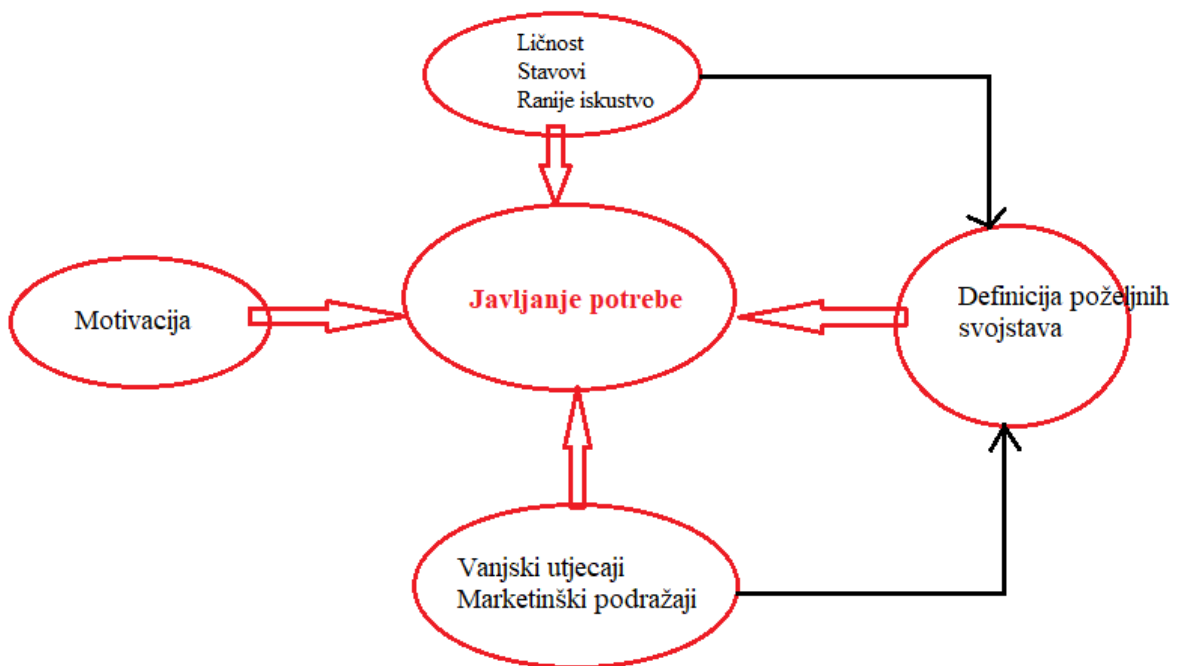 Ličnost
Stavovi
Ranije iskustvo
Javljanje potrebe
Motivacija
Definicija poželjnih
svojstava
Vanjski utjecaji
Marketinški podražaji